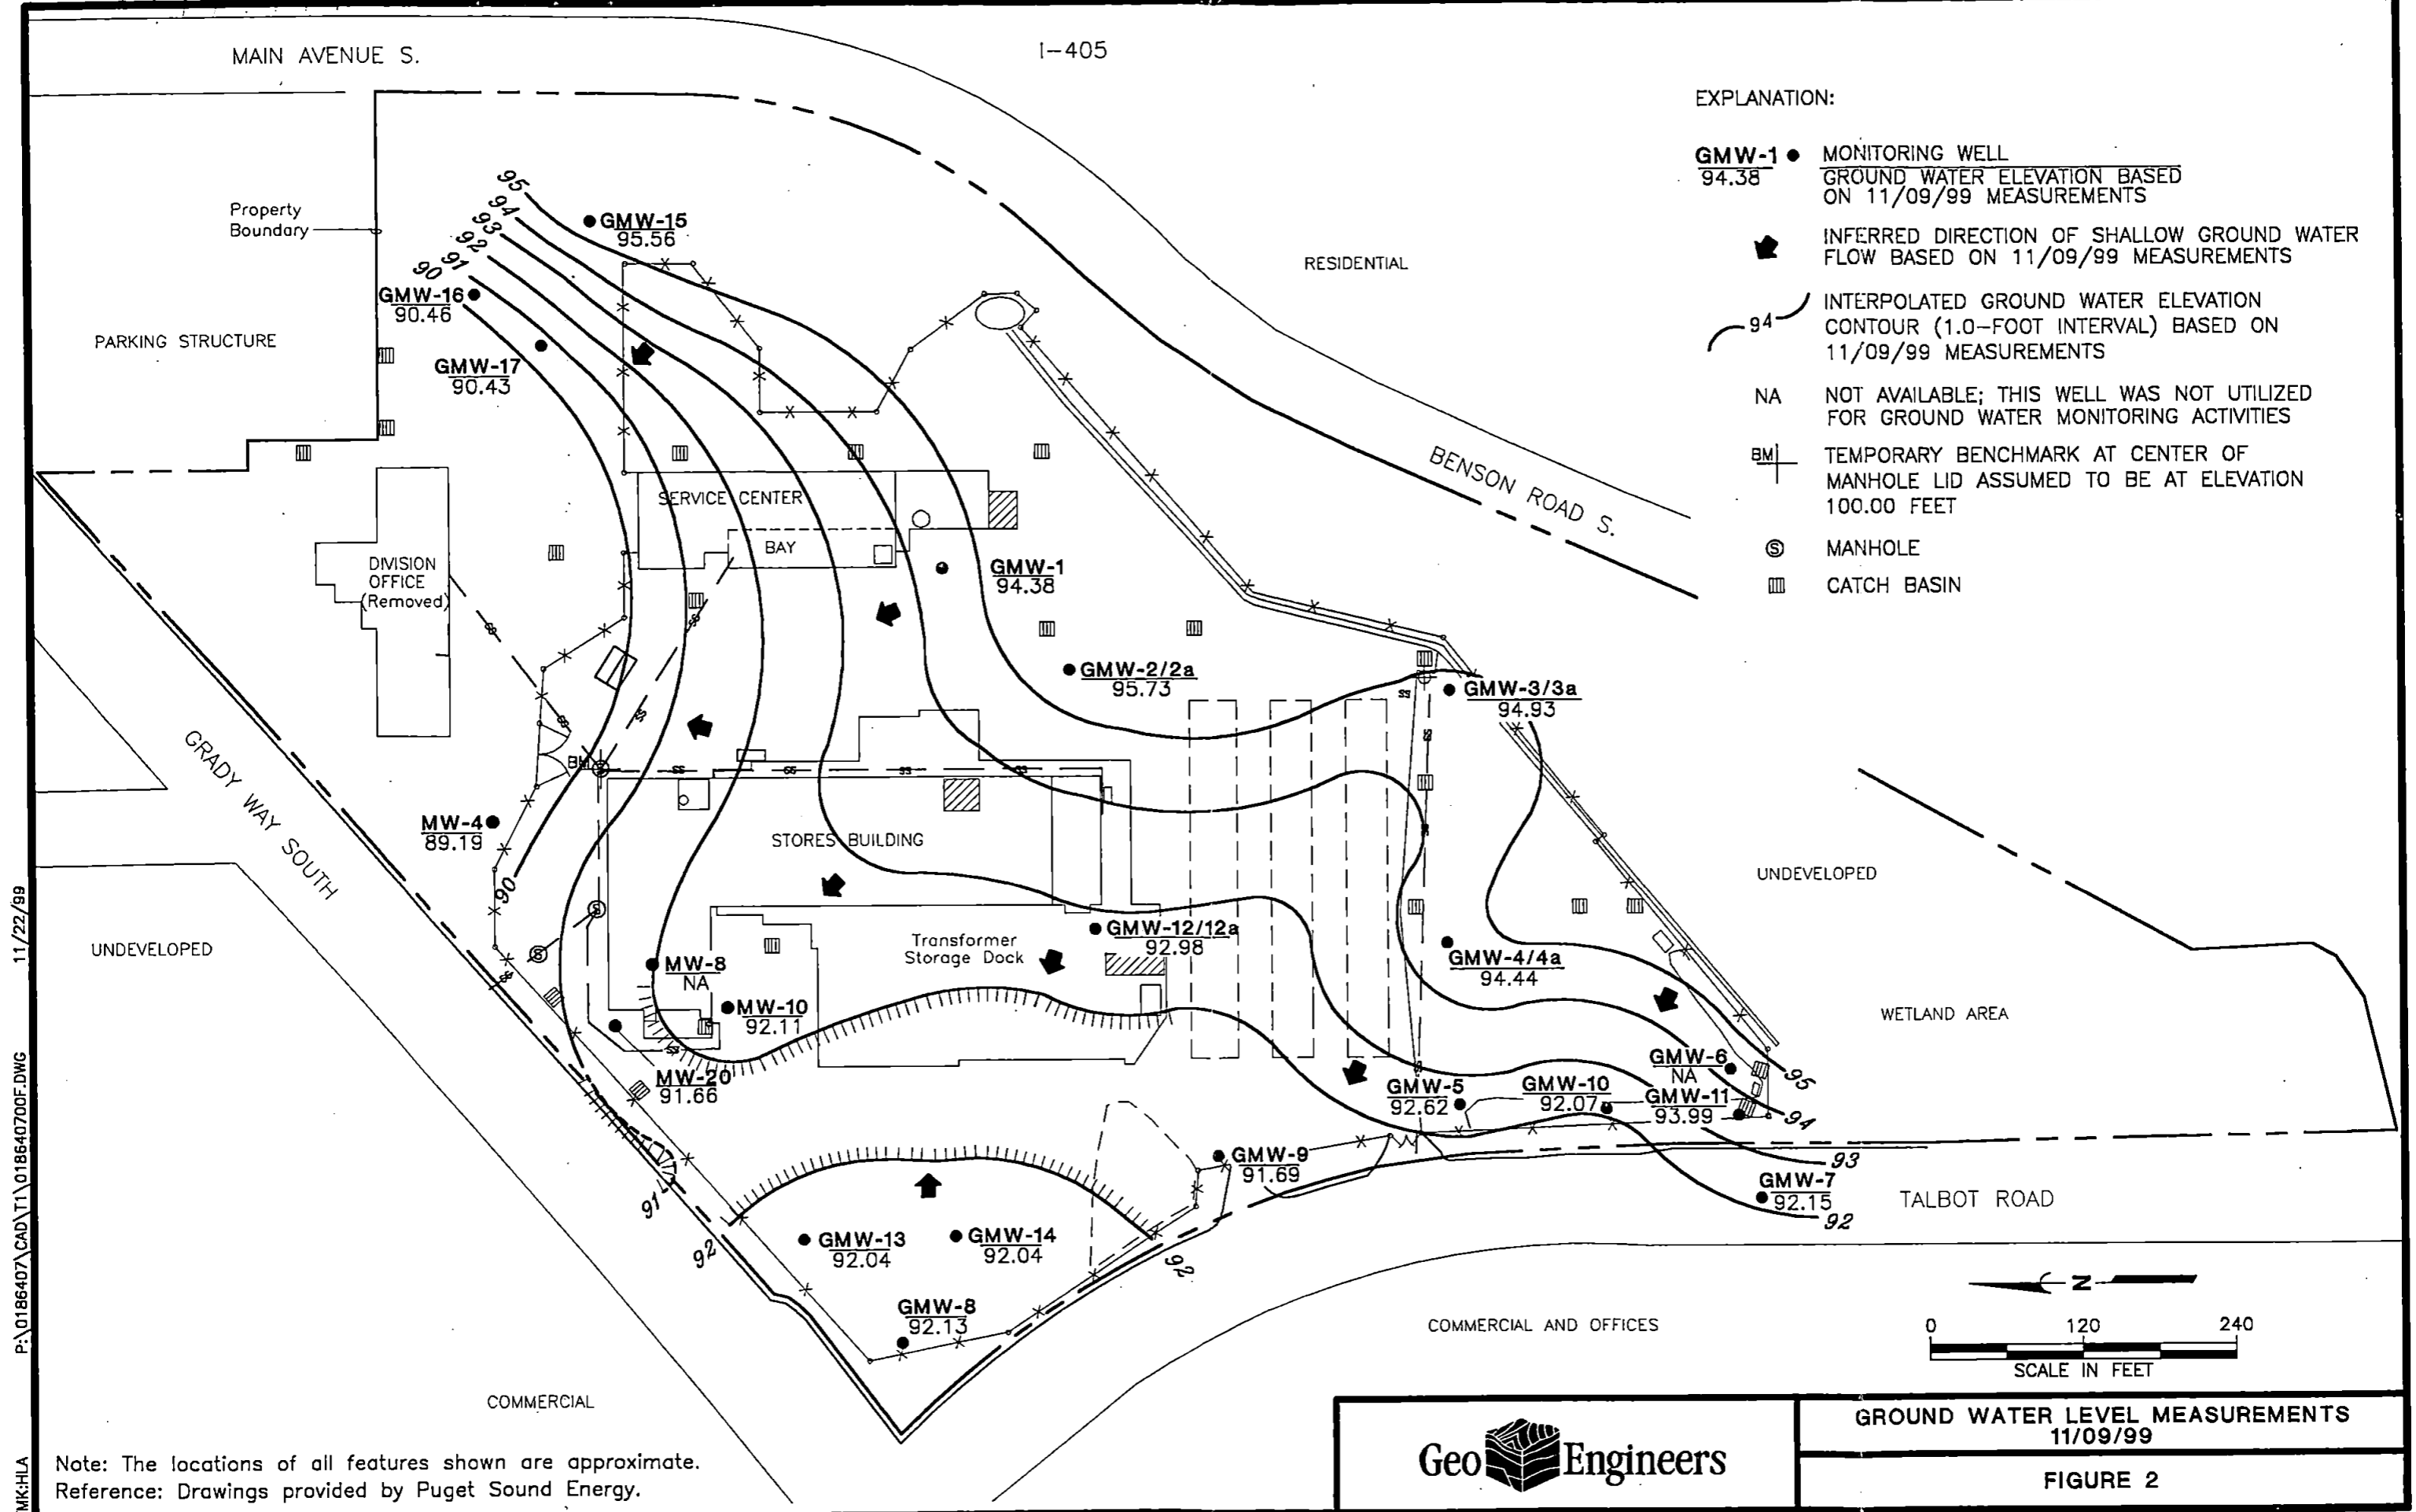 MAIN AVENUE S.
I-405
EXPLANATION:
GMW-1
94.38
MONITORING WELL
GROUND WATER ELEVATION BASED
ON 11/09/99 MEASUREMENTS
INFERRED DIRECTION OF SHALLOW GROUND WATER
FLOW BASED ON 11/09/99 MEASUREMENTS
94
INTERPOLATED GROUND WATER ELEVATION
CONTOUR (1.0-FOOT INTERVAL) BASED ON
11/09/99 MEASUREMENTS
NA
NOT AVAILABLE; THIS WELL WAS NOT UTILIZED
FOR GROUND WATER MONITORING ACTIVITIES
BM
TEMPORARY BENCHMARK AT CENTER OF
MANHOLE LID ASSUMED TO BE AT ELEVATION
100.00 FEET
S
MANHOLE
CATCH BASIN
Property
Boundary
95
94
93
92
91
90
GMW-15
95.56
GMW-16
90.46
GMW-17
90.43
PARKING STRUCTURE
RESIDENTIAL
BENSON ROAD S.
SERVICE CENTER
BAY
DIVISION
OFFICE
(Removed)
GMW-1
94.38
GMW-2/2a
95.73
GMW-3/3a
94.93
GRADY WAY SOUTH
BM
SS
SS
SS
SS
MW-4
89.19
90
STORES BUILDING
UNDEVELOPED
UNDEVELOPED
Transformer
Storage Dock
GMW-12/12a
92.98
GMW-4/4a
94.44
MW-8
NA
MW-10
92.11
WETLAND AREA
MW-20
91.66
GMW-5
92.62
GMW-10
92.07
GMW-6
NA
GMW-11
93.99
95
94
93
92
GMW-9
91.69
GMW-7
92.15
TALBOT ROAD
91
92
92
GMW-13
92.04
GMW-14
92.04
GMW-8
92.13
COMMERCIAL AND OFFICES
COMMERCIAL
N
0 120 240
SCALE IN FEET
Note: The locations of all features shown are approximate.
Reference: Drawings provided by Puget Sound Energy.
Geo Engineers
GROUND WATER LEVEL MEASUREMENTS
11/09/99
FIGURE 2
MK:HLA P:\0186407\CAD\T1\018640700F.DWG 11/22/99